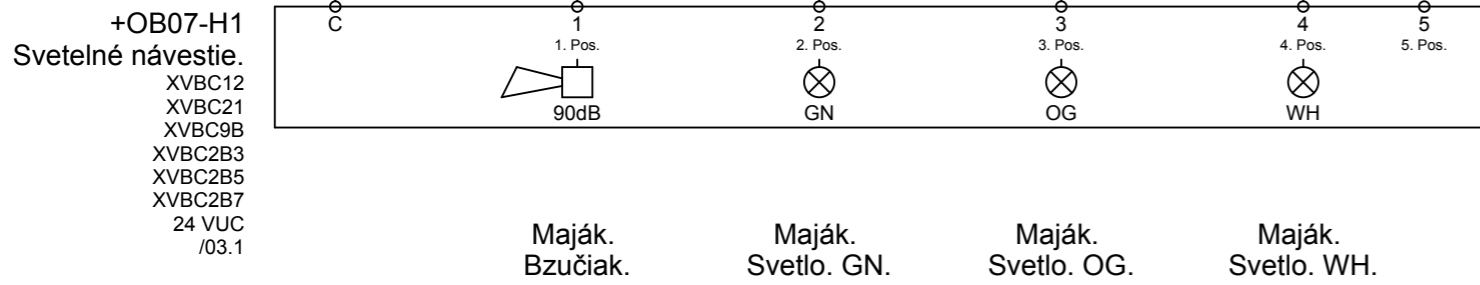 +OB07-H1
Svetelné návestie.
XVBC12
XVBC21
XVBC9B
XVBC2B3
XVBC2B5
XVBC2B7
24 VUC
/03.1
C 1 2 3 4 5
1. Pos. 2. Pos. 3. Pos. 4. Pos. 5. Pos.
90dB GN OG WH
Maják. Maják. Maják. Maják.
Bzučiak. Svetlo. GN. Svetlo. OG. Svetlo. WH.